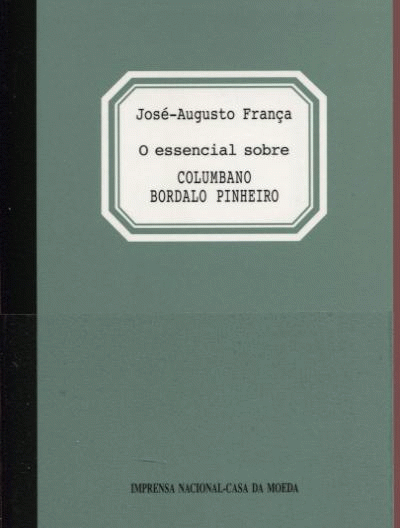 José-Augusto França
O essencial sobre
COLUMBANO
BORDALO PINHEIRO
IMPRENSA NACIONAL-CASA DA MOEDA